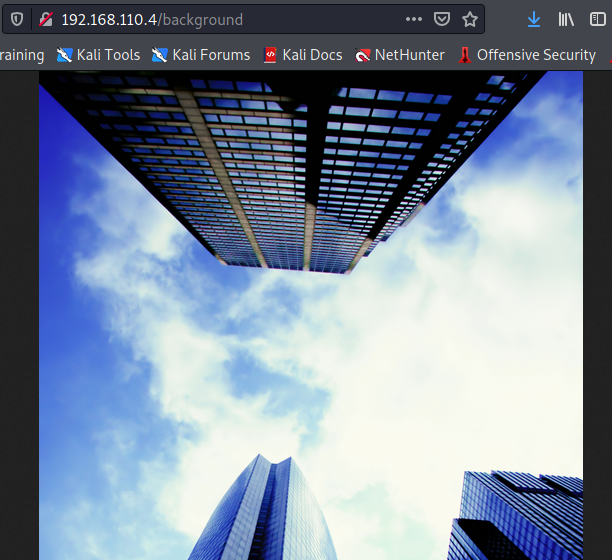 192.168.110.4/background
raining Kali Tools Kali Forums Kali Docs NetHunter Offensive Security